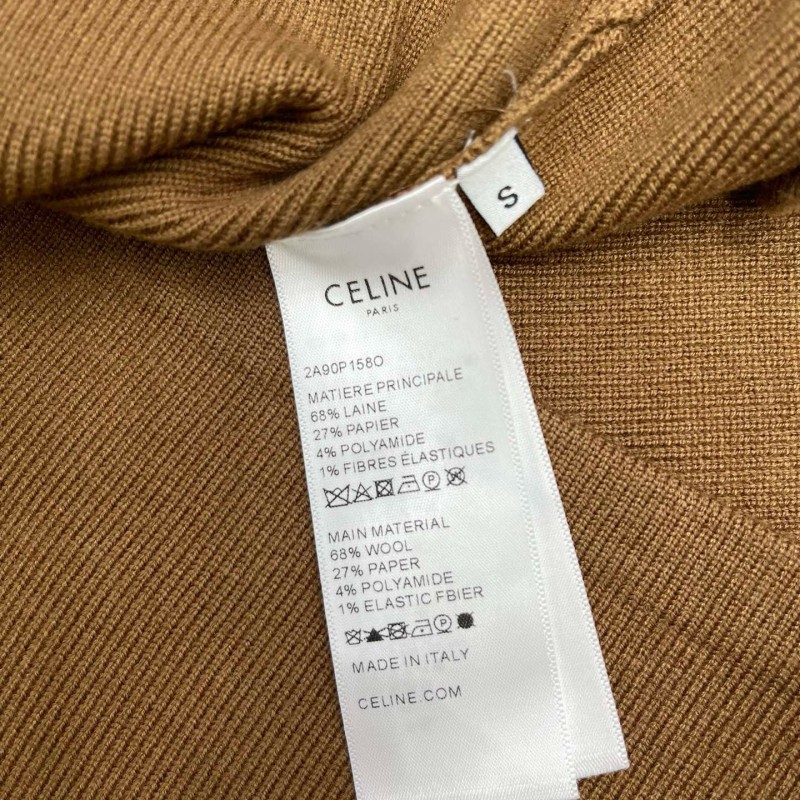 S
CELINE
PARIS
2A90P158O
MATIERE PRINCIPALE
68% LAINE
27% PAPIER
4% POLYAMIDE
1% FIBRES ÉLASTIQUES
P
MAIN MATERIAL
68% WOOL
27% PAPER
4% POLYAMIDE
1% ELASTIC FBIER
P
MADE IN ITALY
CELINE.COM